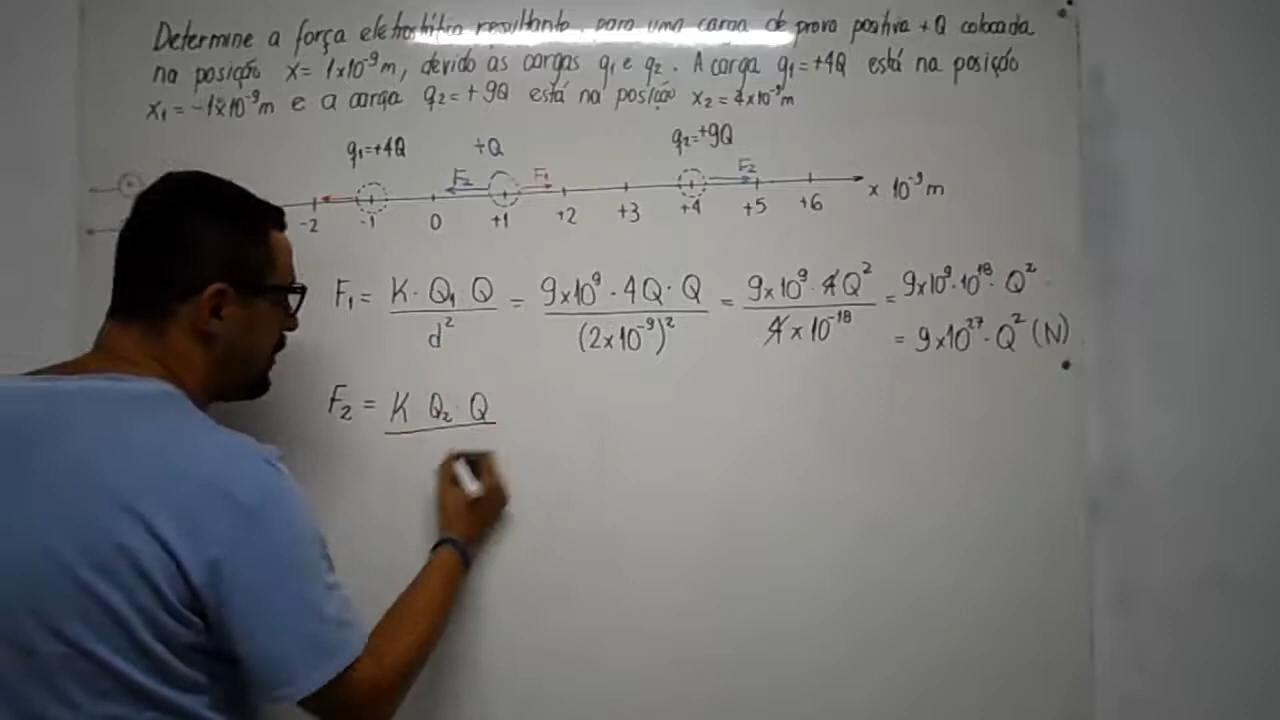 Determine a força eletrostática resultante, para uma carga de prova positiva +Q colocada
na posição x = 1x10⁻⁹m, devido às cargas q₁ e q₂. A carga q₁=+4Q está na posição
x₁ = -1x10⁻⁹m e a carga q₂=+9Q está na posição x₂ = 4x10⁻⁹m
q₁=+4Q +Q q₂=+9Q
F₂ F₁ F₂
-2 -1 0 +1 +2 +3 +4 +5 +6 x 10⁻⁹ m
F₁ = K · Q₁ Q / d² = 9x10⁹ · 4Q · Q / (2x10⁻⁹)² = 9x10⁹ · 4Q² / 4 x 10⁻¹⁸ = 9x10⁹ · 10¹⁸ · Q²
= 9x10²⁷ · Q² (N)
F₂ = K Q₂ · Q